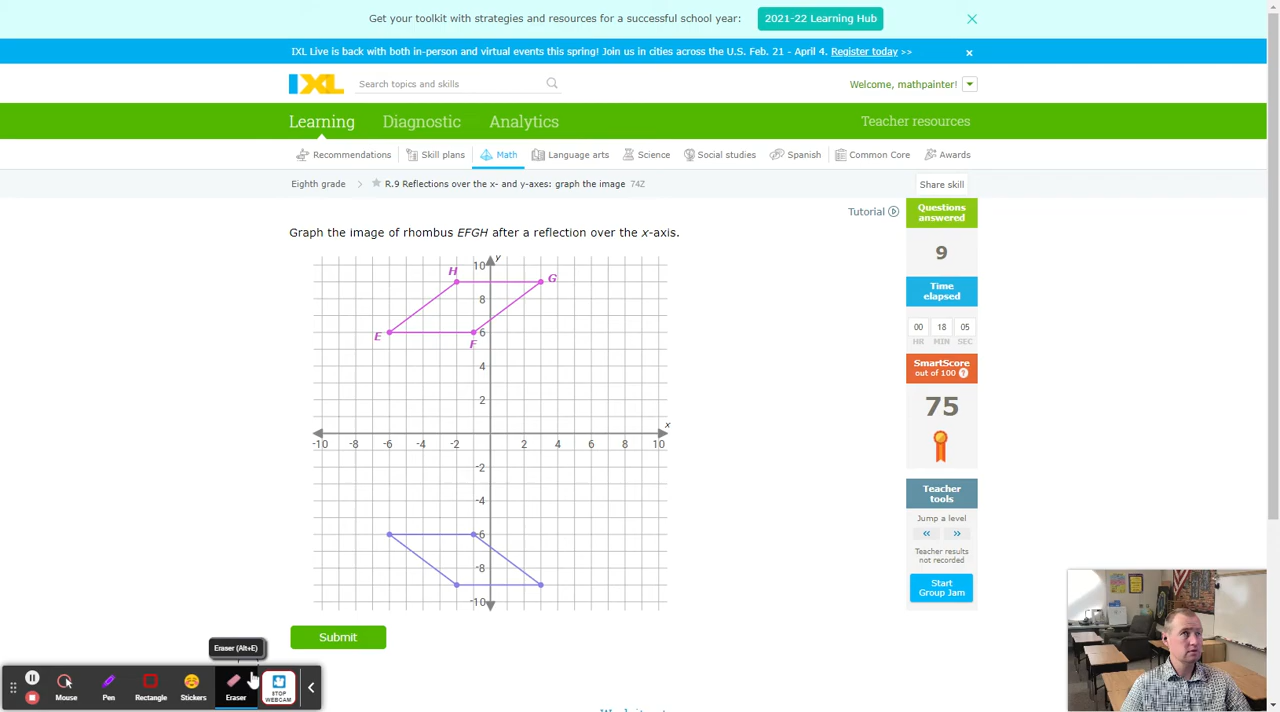 Get your toolkit with strategies and resources for a successful school year: 2021-22 Learning Hub
IXL Live is back with both in-person and virtual events this spring! Join us in cities across the U.S. Feb. 21 - April 4. Register today >>
IXL Search topics and skills Welcome, mathpainter!
Learning Diagnostic Analytics Teacher resources
Recommendations Skill plans Math Language arts Science Social studies Spanish Common Core Awards
Eighth grade R.9 Reflections over the x- and y-axes: graph the image 74Z Share skill
Tutorial
Questions answered
9
Time elapsed
00 18 05
HR MIN SEC
SmartScore
out of 100 ?
75
Teacher tools
Jump a level
<< >>
Teacher results not recorded
Start Group Jam
Graph the image of rhombus EFGH after a reflection over the x-axis.
y
10
H G
8
E F 6
4
2
x
-10 -8 -6 -4 -2 2 4 6 8 10
-2
-4
-6
-8
-10
Submit
Eraser (Alt+E)
Mouse Pen Rectangle Stickers Eraser STOP WEBCAM